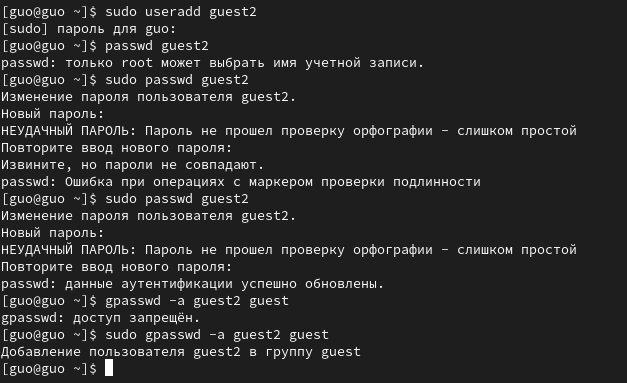 [guo@guo ~]$ sudo useradd guest2
[sudo] пароль для guo:
[guo@guo ~]$ passwd guest2
passwd: только root может выбрать имя учетной записи.
[guo@guo ~]$ sudo passwd guest2
Изменение пароля пользователя guest2.
Новый пароль:
НЕУДАЧНЫЙ ПАРОЛЬ: Пароль не прошел проверку орфографии - слишком простой
Повторите ввод нового пароля:
Извините, но пароли не совпадают.
passwd: Ошибка при операциях с маркером проверки подлинности
[guo@guo ~]$ sudo passwd guest2
Изменение пароля пользователя guest2.
Новый пароль:
НЕУДАЧНЫЙ ПАРОЛЬ: Пароль не прошел проверку орфографии - слишком простой
Повторите ввод нового пароля:
passwd: данные аутентификации успешно обновлены.
[guo@guo ~]$ gpasswd -a guest2 guest
gpasswd: доступ запрещён.
[guo@guo ~]$ sudo gpasswd -a guest2 guest
Добавление пользователя guest2 в группу guest
[guo@guo ~]$